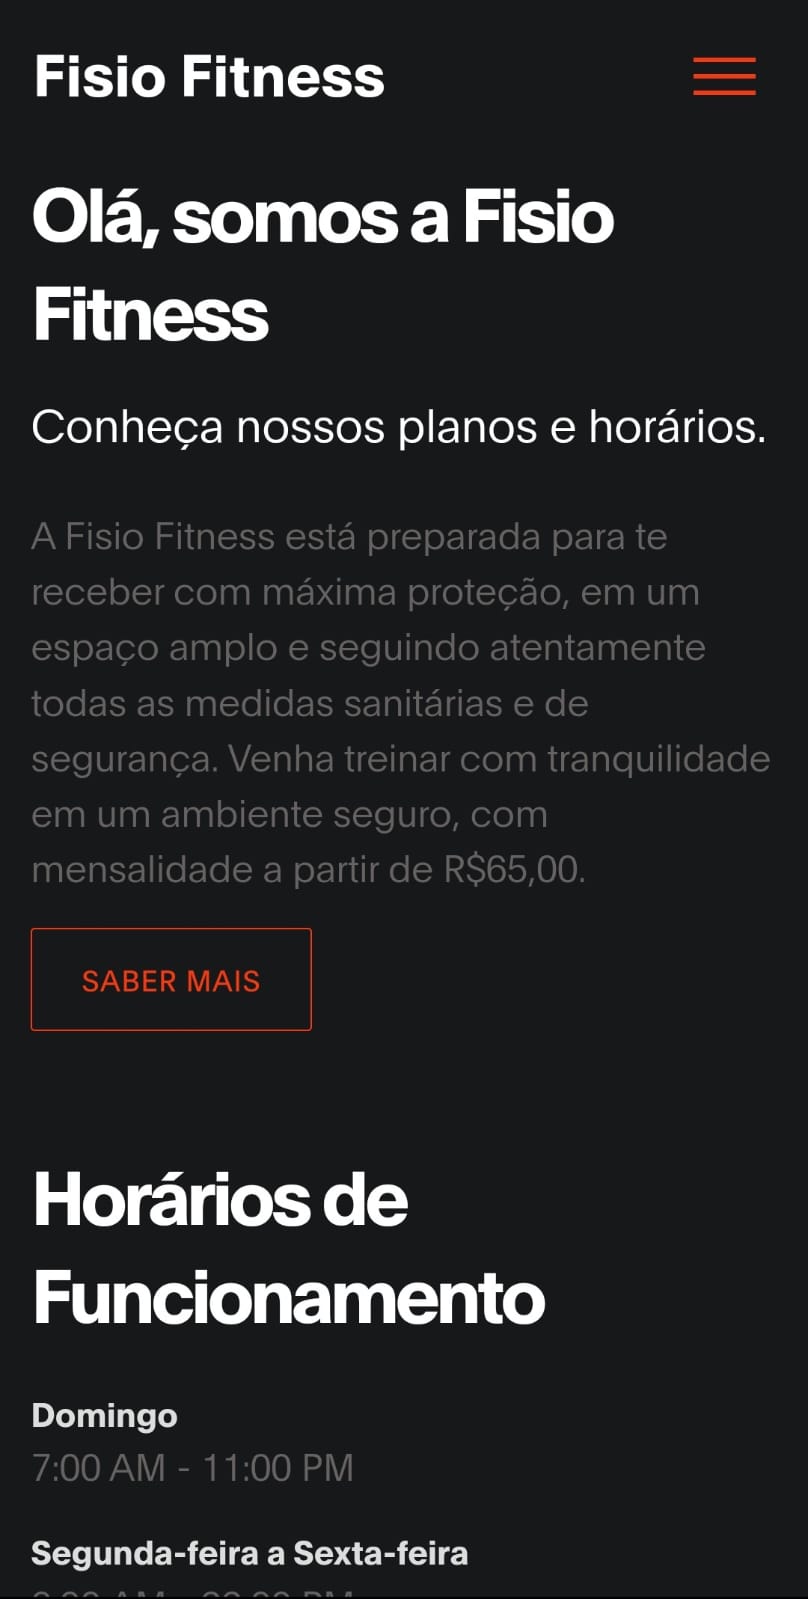 Fisio Fitness
Olá, somos a Fisio
Fitness
Conheça nossos planos e horários.
A Fisio Fitness está preparada para te
receber com máxima proteção, em um
espaço amplo e seguindo atentamente
todas as medidas sanitárias e de
segurança. Venha treinar com tranquilidade
em um ambiente seguro, com
mensalidade a partir de R$65,00.
SABER MAIS
Horários de
Funcionamento
Domingo
7:00 AM - 11:00 PM
Segunda-feira a Sexta-feira